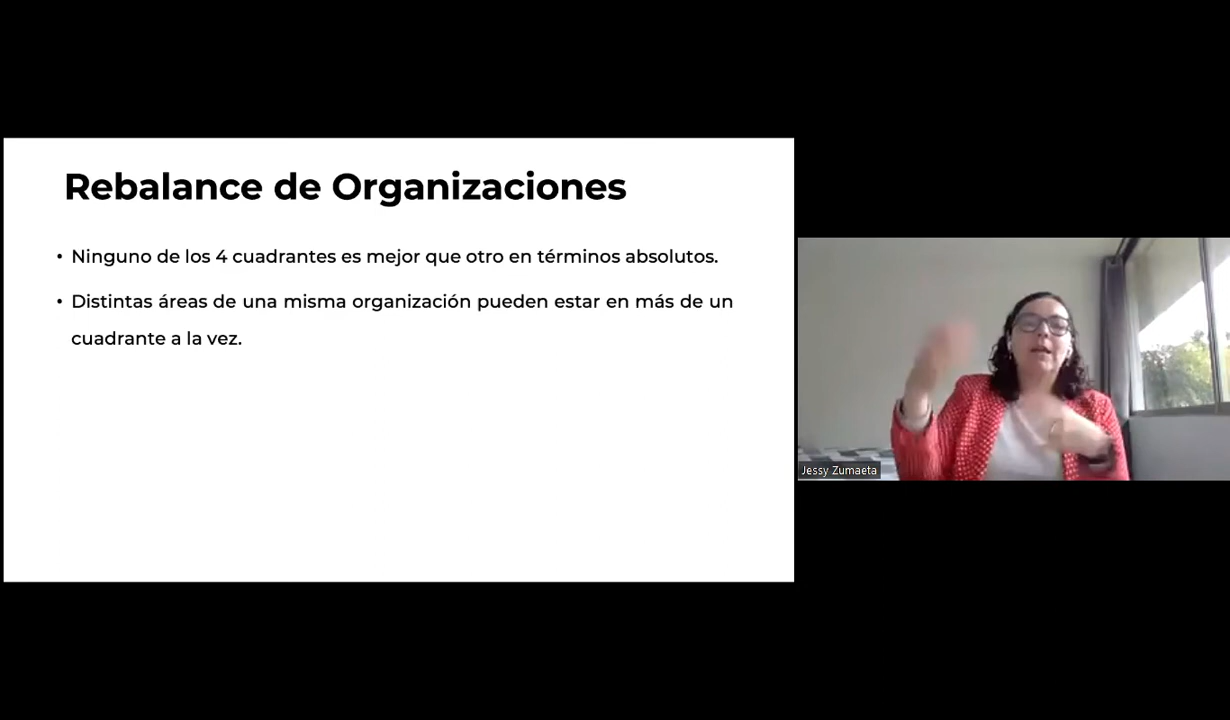 Rebalance de Organizaciones
• Ninguno de los 4 cuadrantes es mejor que otro en términos absolutos.
• Distintas áreas de una misma organización pueden estar en más de un
cuadrante a la vez.
Jessy Zumaeta